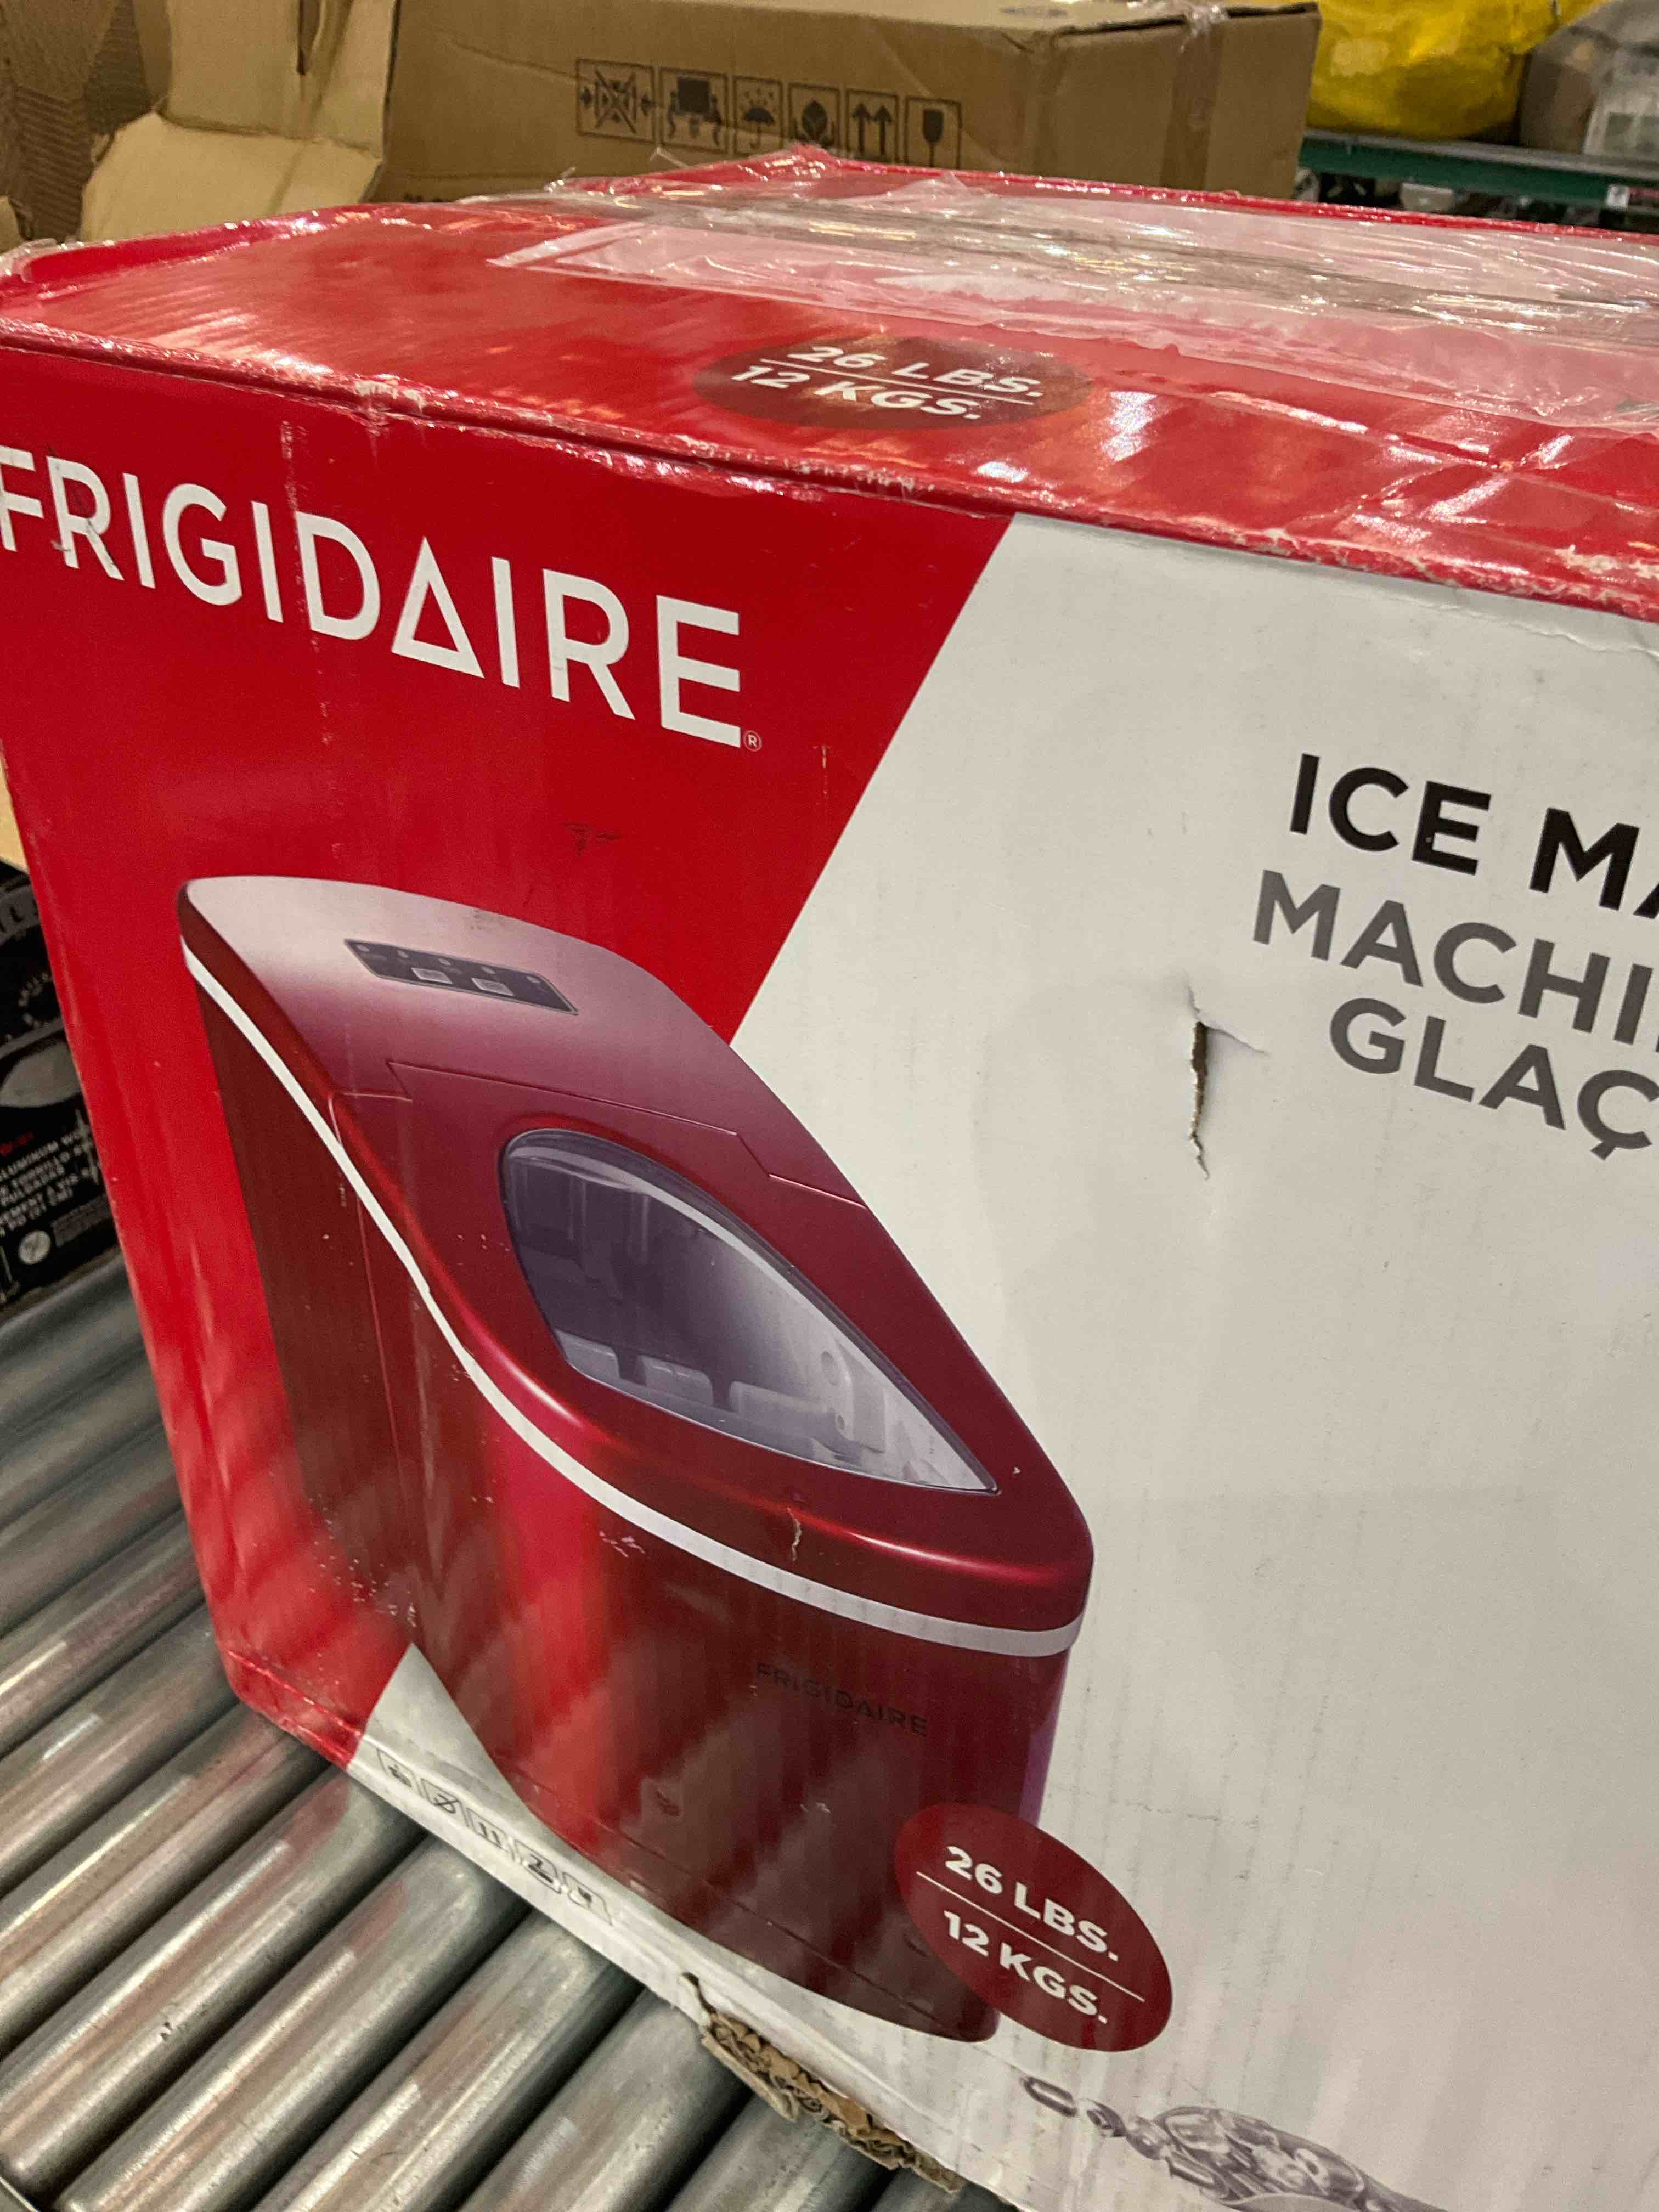 26 LBS.
12 KGS.
FRIGIDAIRE®
ICE MA
MACHI
GLAÇ
FRIGIDAIRE
26 LBS.
12 KGS.